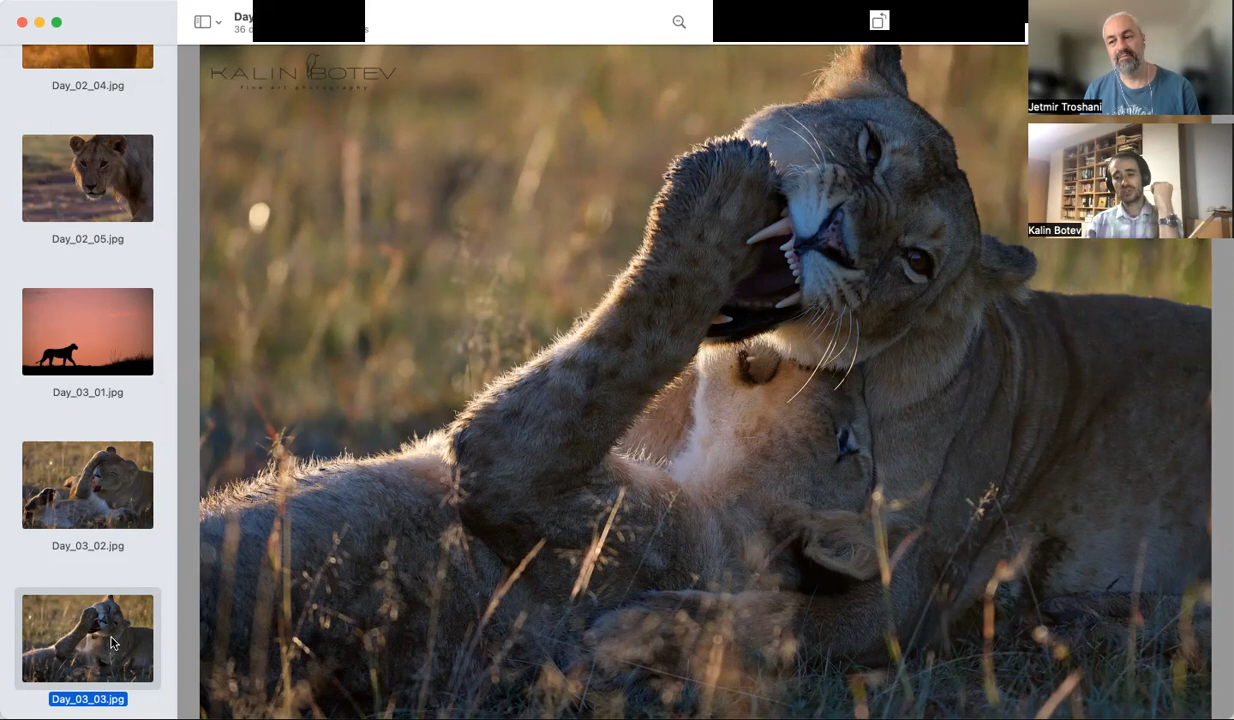 Day
36 d
s
KALIN BOTEV
fine art photography
Jetmir Troshani
Kalin Botev
Day_02_04.jpg
Day_02_05.jpg
Day_03_01.jpg
Day_03_02.jpg
Day_03_03.jpg